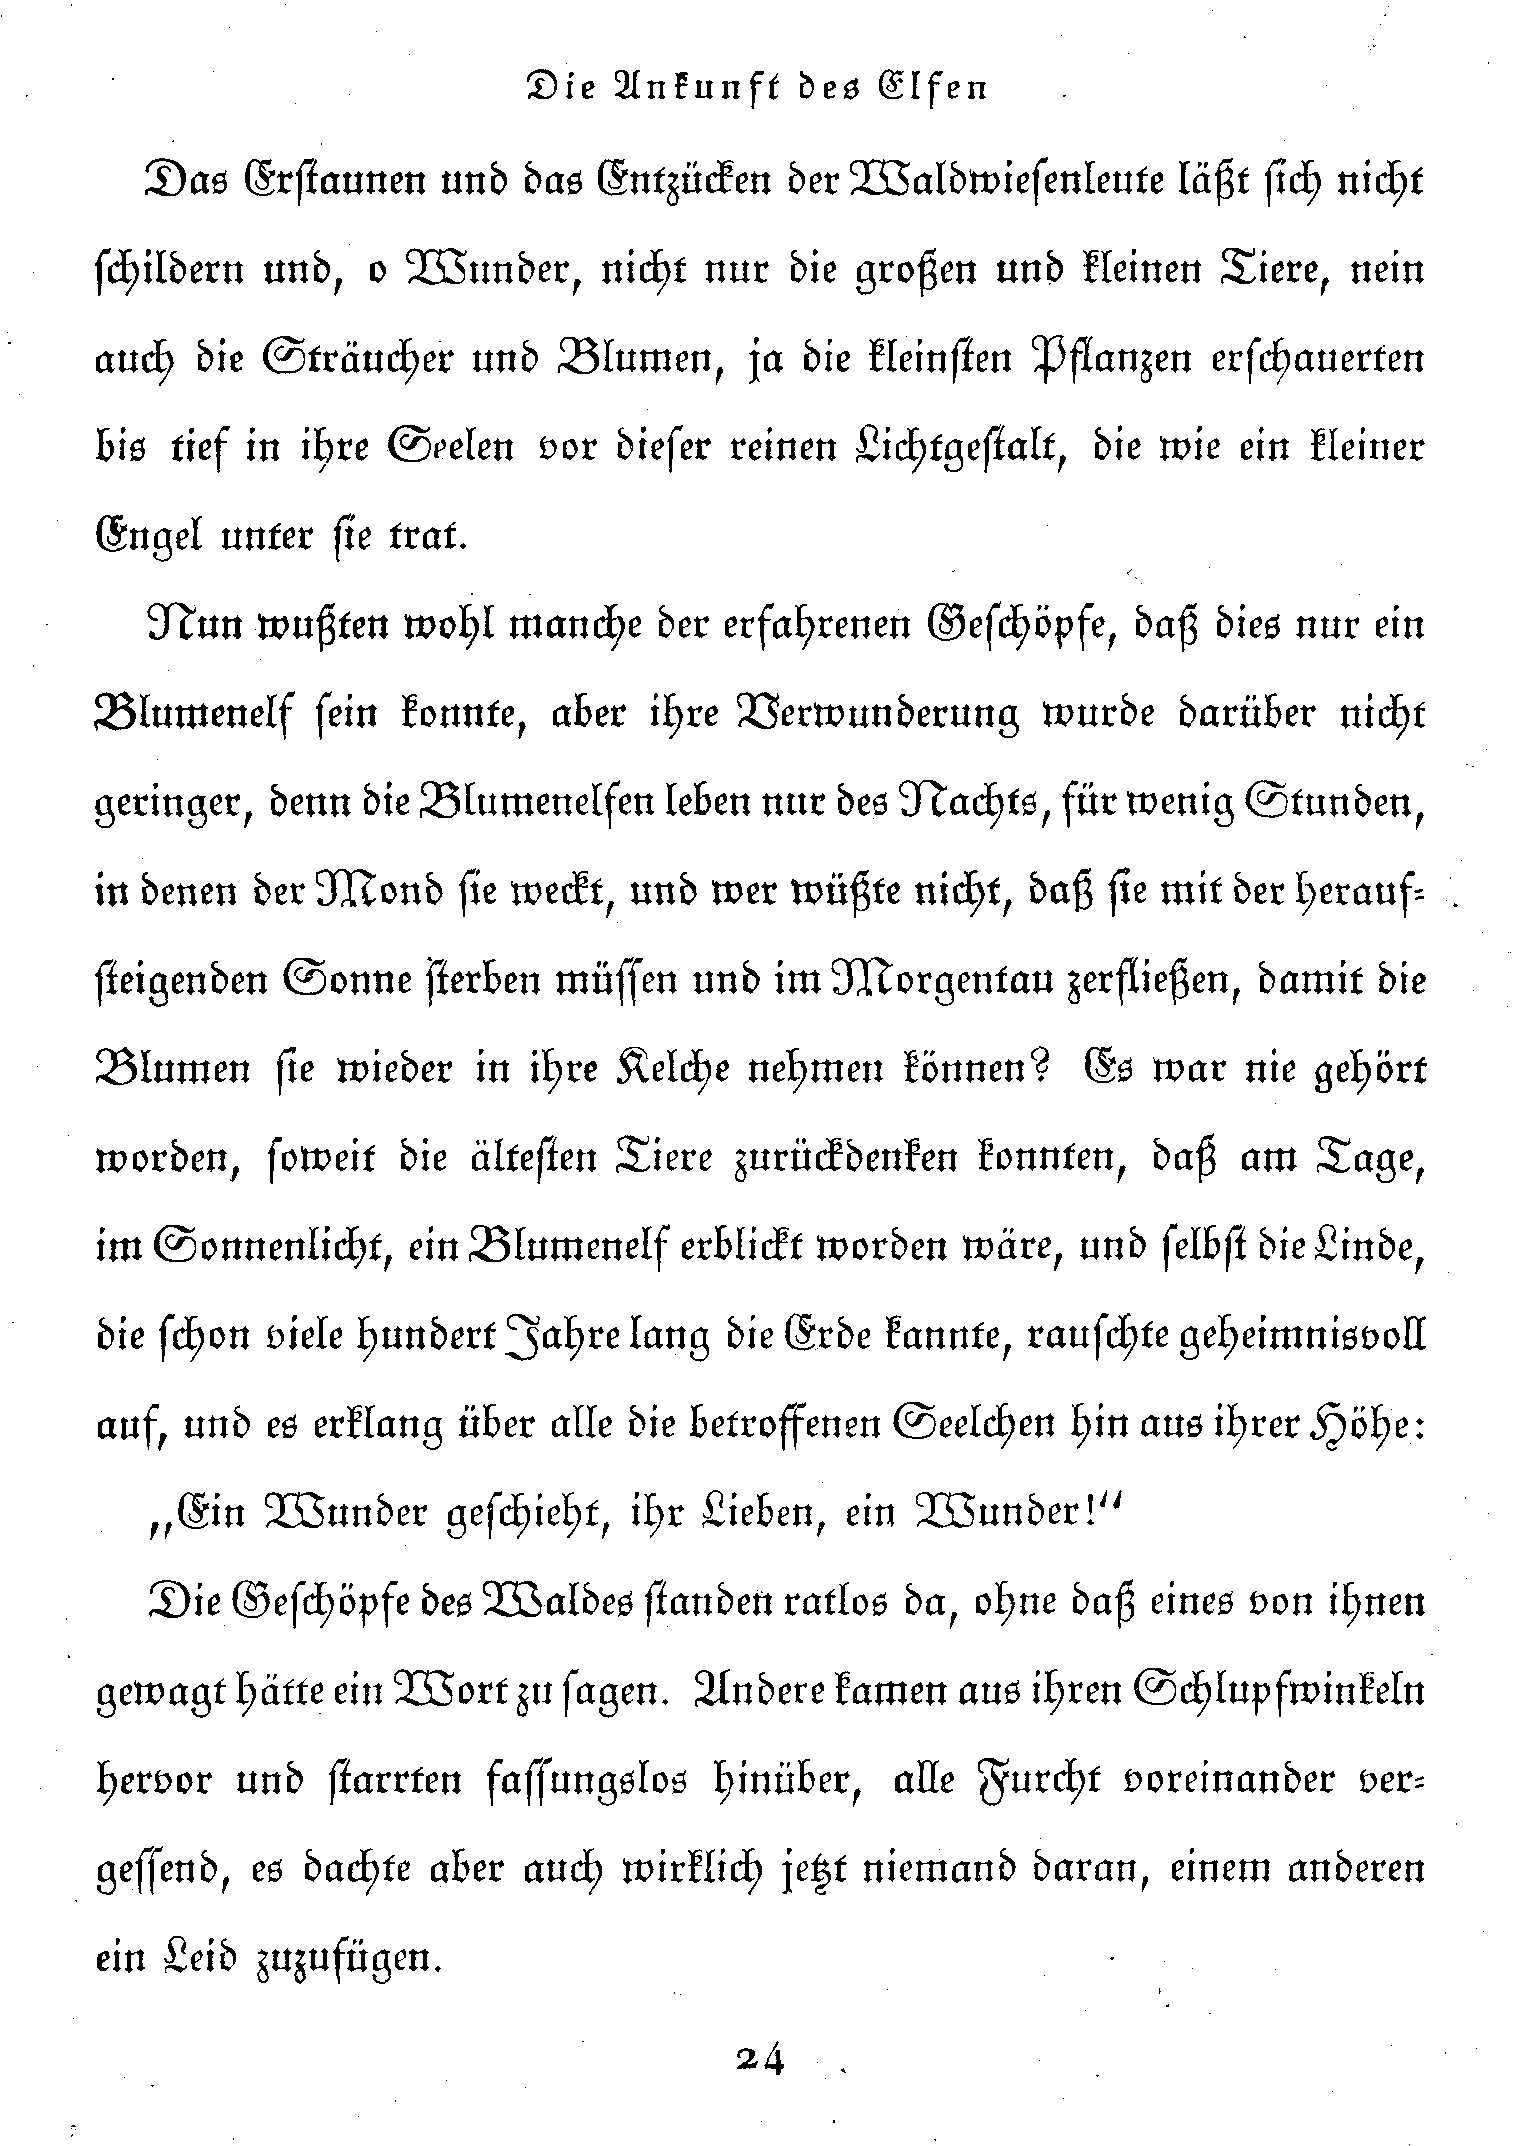 Die Ankunft des Elfen
Das Erstaunen und das Entzücken der Waldwiesenleute läßt sich nicht
schildern und, o Wunder, nicht nur die großen und kleinen Tiere, nein
auch die Sträucher und Blumen, ja die kleinsten Pflanzen erschauerten
bis tief in ihre Seelen vor dieser reinen Lichtgestalt, die wie ein kleiner
Engel unter sie trat.
Nun wußten wohl manche der erfahrenen Geschöpfe, daß dies nur ein
Blumenelf sein konnte, aber ihre Verwunderung wurde darüber nicht
geringer, denn die Blumenelfen leben nur des Nachts, für wenig Stunden,
in denen der Mond sie weckt, und wer wüßte nicht, daß sie mit der herauf-
steigenden Sonne sterben müssen und im Morgentau zerfließen, damit die
Blumen sie wieder in ihre Kelche nehmen können? Es war nie gehört
worden, soweit die ältesten Tiere zurückdenken konnten, daß am Tage,
im Sonnenlicht, ein Blumenelf erblickt worden wäre, und selbst die Linde,
die schon viele hundert Jahre lang die Erde kannte, rauschte geheimnisvoll
auf, und es erklang über alle die betroffenen Seelchen hin aus ihrer Höhe:
„Ein Wunder geschieht, ihr Lieben, ein Wunder!“
Die Geschöpfe des Waldes standen ratlos da, ohne daß eines von ihnen
gewagt hätte ein Wort zu sagen. Andere kamen aus ihren Schlupfwinkeln
hervor und starrten fassungslos hinüber, alle Furcht voreinander ver-
gessend, es dachte aber auch wirklich jetzt niemand daran, einem anderen
ein Leid zuzufügen.
24